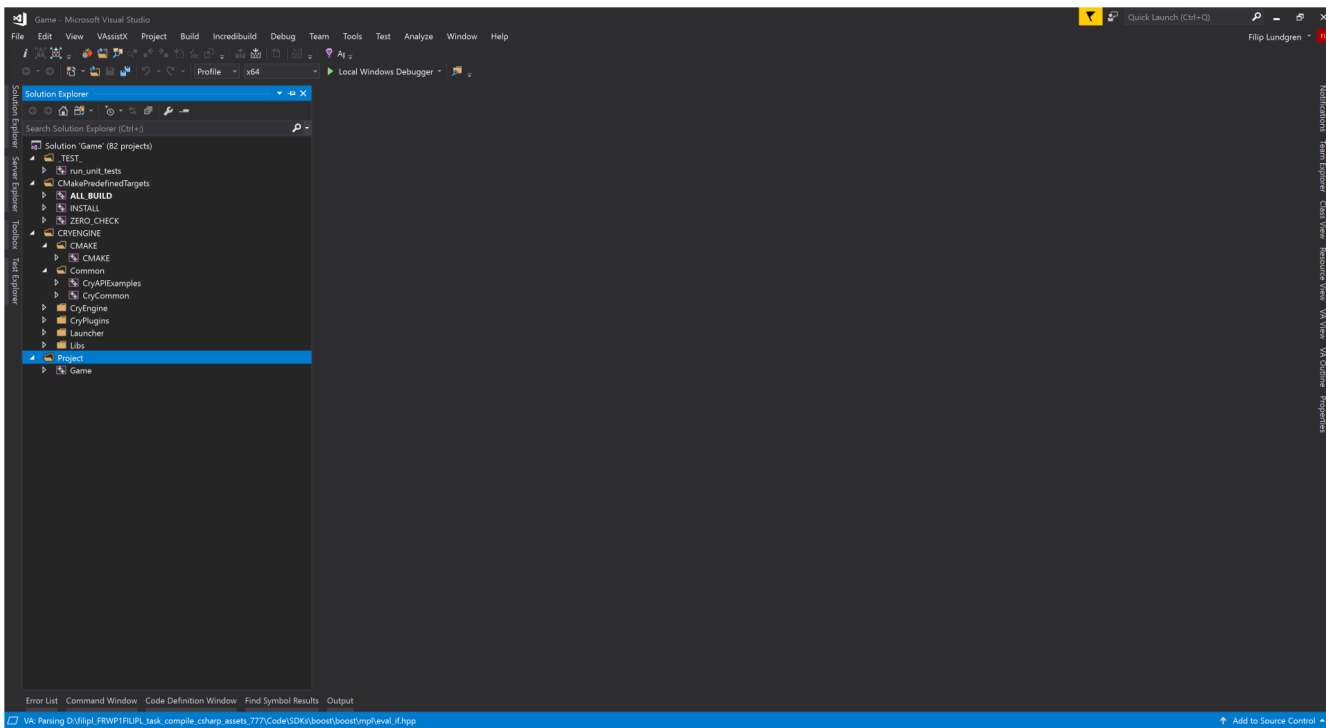 Game - Microsoft Visual Studio
Quick Launch (Ctrl+Q)
File Edit View VAssistX Project Build Incredibuild Debug Team Tools Test Analyze Window Help
Filip Lundgren
Profile x64 Local Windows Debugger
Solution Explorer
Search Solution Explorer (Ctrl+;)
Solution 'Game' (82 projects)
_TEST_
run_unit_tests
CMakePredefinedTargets
ALL_BUILD
INSTALL
ZERO_CHECK
CRYENGINE
CMAKE
CMAKE
Common
CryAPIExamples
CryCommon
CryEngine
CryPlugins
Launcher
Libs
Project
Game
Solution Explorer
Server Explorer
Toolbox
Test Explorer
Notifications
Team Explorer
Class View
Resource View
VA View
VA Outline
Properties
Error List Command Window Code Definition Window Find Symbol Results Output
VA: Parsing D:\filipl_FRWP1FILIPL_task_compile_csharp_assets_777\Code\SDKs\boost\boost\mpl\eval_if.hpp
Add to Source Control